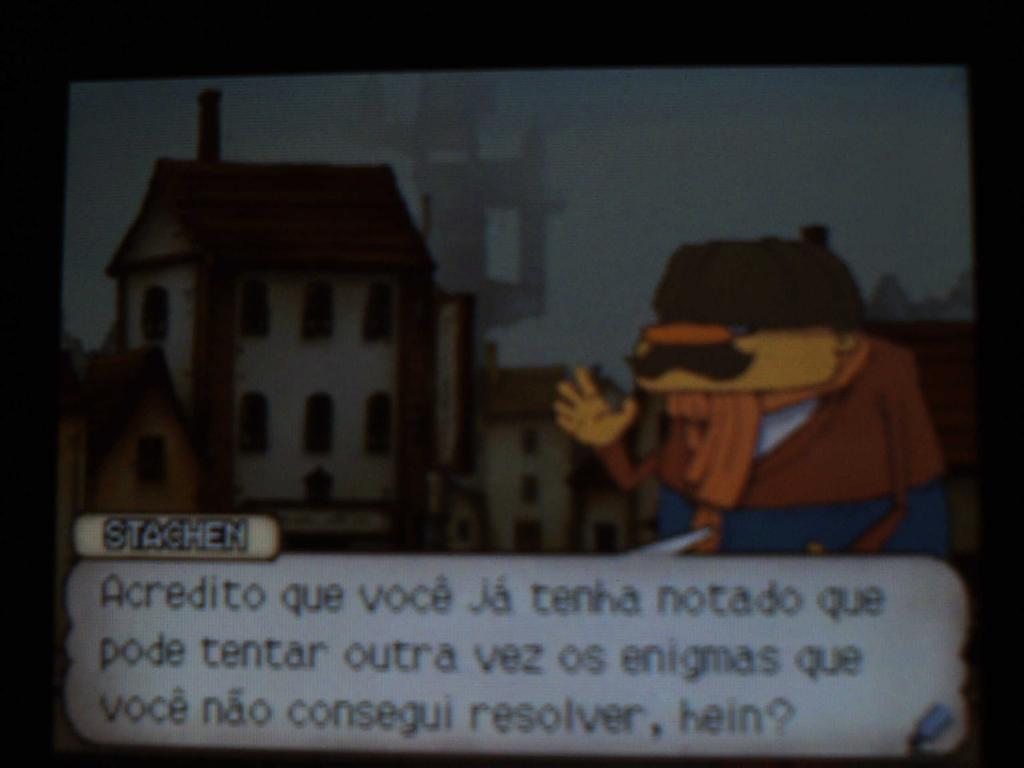 STACHEN
Acredito que você já tenha notado que
pode tentar outra vez os enigmas que
você não consegui resolver, hein?